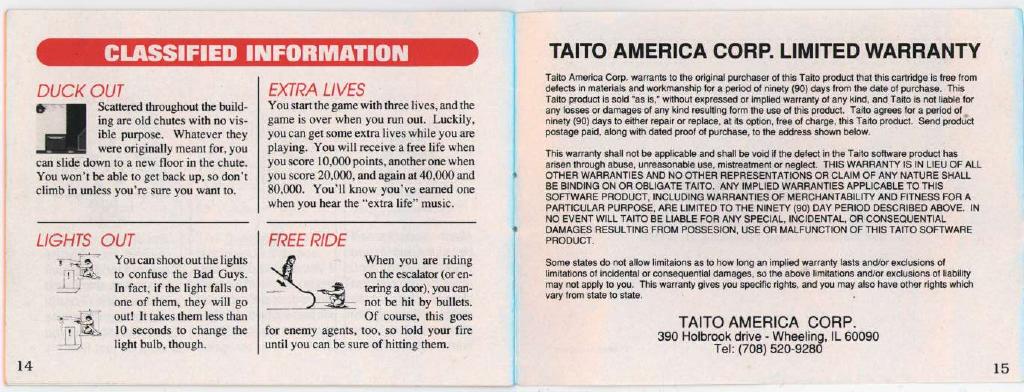 CLASSIFIED INFORMATION
DUCK OUT
Scattered throughout the build-
ing are old chutes with no vis-
ible purpose. Whatever they
were originally meant for, you
can slide down to a new floor in the chute.
You won't be able to get back up, so don't
climb in unless you're sure you want to.
EXTRA LIVES
You start the game with three lives, and the
game is over when you run out. Luckily,
you can get some extra lives while you are
playing. You will receive a free life when
you score 10,000 points, another one when
you score 20,000, and again at 40,000 and
80,000. You'll know you've earned one
when you hear the "extra life" music.
LIGHTS OUT
You can shoot out the lights
to confuse the Bad Guys.
In fact, if the light falls on
one of them, they will go
out! It takes them less than
10 seconds to change the
light bulb, though.
FREE RIDE
When you are riding
on the escalator (or en-
tering a door), you can-
not be hit by bullets.
Of course, this goes
for enemy agents, too, so hold your fire
until you can be sure of hitting them.
14
TAITO AMERICA CORP. LIMITED WARRANTY
Taito America Corp. warrants to the original purchaser of this Taito product that this cartridge is free from
defects in materials and workmanship for a period of ninety (90) days from the date of purchase. This
Taito product is sold "as is," without expressed or implied warranty of any kind, and Taito is not liable for
any losses or damages of any kind resulting form the use of this product. Taito agrees for a period of
ninety (90) days to either repair or replace, at its option, free of charge, this Taito product. Send product
postage paid, along with dated proof of purchase, to the address shown below.
This warranty shall not be applicable and shall be void if the defect in the Taito software product has
arisen through abuse, unreasonable use, mistreatment or neglect. THIS WARRANTY IS IN LIEU OF ALL
OTHER WARRANTIES AND NO OTHER REPRESENTATIONS OR CLAIM OF ANY NATURE SHALL
BE BINDING ON OR OBLIGATE TAITO. ANY IMPLIED WARRANTIES APPLICABLE TO THIS
SOFTWARE PRODUCT, INCLUDING WARRANTIES OF MERCHANTABILITY AND FITNESS FOR A
PARTICULAR PURPOSE, ARE LIMITED TO THE NINETY (90) DAY PERIOD DESCRIBED ABOVE. IN
NO EVENT WILL TAITO BE LIABLE FOR ANY SPECIAL, INCIDENTAL, OR CONSEQUENTIAL
DAMAGES RESULTING FROM POSSESION, USE OR MALFUNCTION OF THIS TAITO SOFTWARE
PRODUCT.
Some states do not allow limitaions as to how long an implied warranty lasts and/or exclusions of
limitations of incidental or consequential damages, so the above limitations and/or exclusions of liability
may not apply to you. This warranty gives you specific rights, and you may also have other rights which
vary from state to state.
TAITO AMERICA CORP.
390 Holbrook drive - Wheeling, IL 60090
Tel: (708) 520-9280
15